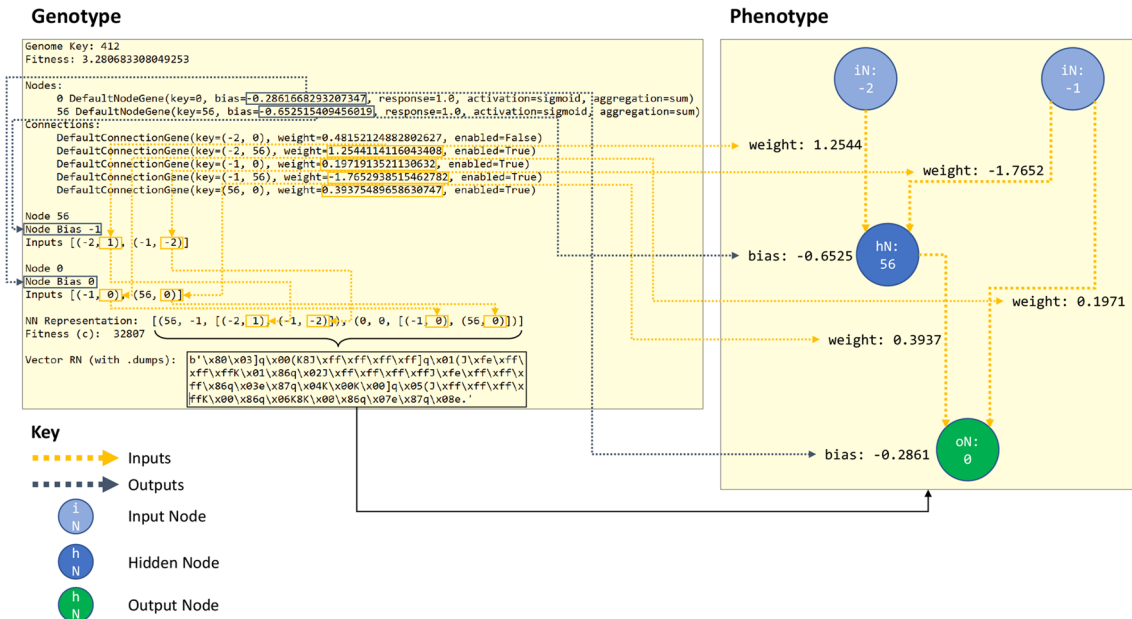 Genotype
Genome Key: 412
Fitness: 3.280683308049253
Nodes:
0 DefaultNodeGene(key=0, bias=-0.2861668293207347, response=1.0, activation=sigmoid, aggregation=sum)
56 DefaultNodeGene(key=56, bias=-0.652515409456019, response=1.0, activation=sigmoid, aggregation=sum)
Connections:
DefaultConnectionGene(key=(-2, 0), weight=0.48152124882802627, enabled=False)
DefaultConnectionGene(key=(-2, 56), weight=1.2544114116043408, enabled=True)
DefaultConnectionGene(key=(-1, 0), weight=0.1971913521130632, enabled=True)
DefaultConnectionGene(key=(-1, 56), weight=-1.7652938515462782, enabled=True)
DefaultConnectionGene(key=(56, 0), weight=0.39375489658630747, enabled=True)
Node 56
Node Bias -1
Inputs [(-2, 1), (-1, -2)]
Node 0
Node Bias 0
Inputs [(-1, 0), (56, 0)]
NN Representation: [(56, -1, [(-2, 1), (-1, -2)]), (0, 0, [(-1, 0), (56, 0)])]
Fitness (c): 32807
Vector RN (with .dumps):
b'\x80\x03]q\x00(K8J\xff\xff\xff\xff]q\x01(J\xfe\xff\
xff\xffK\x01\x86q\x02J\xff\xff\xff\xffJ\xfe\xff\xff\x
ff\x86q\x03e\x87q\x04K\x00K\x00]q\x05(J\xff\xff\xff\x
ffK\x00\x86q\x06K8K\x00\x86q\x07e\x87q\x08e.'
Phenotype
iN:
-2
iN:
-1
weight: 1.2544
weight: -1.7652
hN:
56
bias: -0.6525
weight: 0.1971
weight: 0.3937
oN:
0
bias: -0.2861
Key
Inputs
Outputs
i
N
Input Node
h
N
Hidden Node
h
N
Output Node